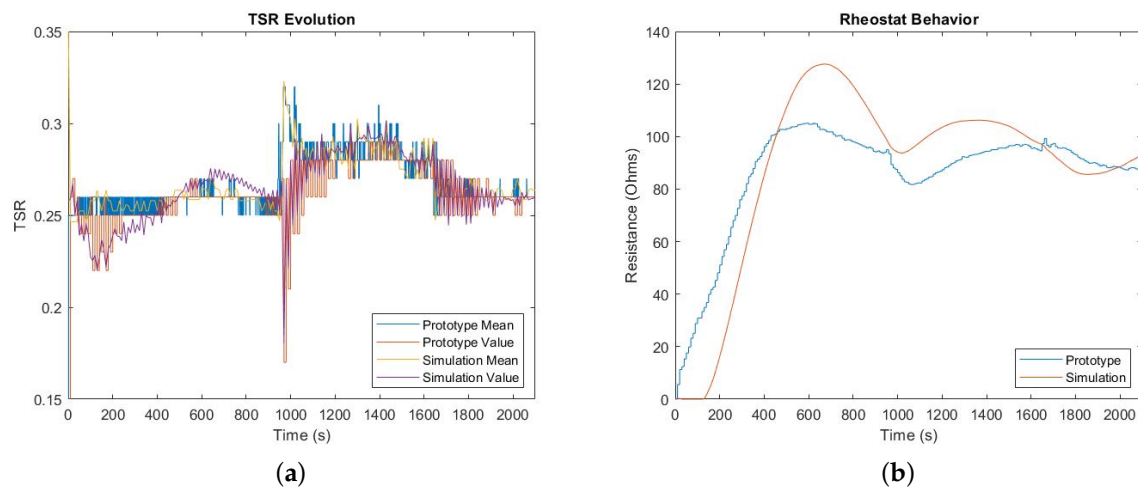 TSR Evolution
0.35
0.3
0.25
0.2
0.15
TSR
0 200 400 600 800 1000 1200 1400 1600 1800 2000
Time (s)
Prototype Mean
Prototype Value
Simulation Mean
Simulation Value
(a)
Rheostat Behavior
140
120
100
80
60
40
20
0
Resistance (Ohms)
0 200 400 600 800 1000 1200 1400 1600 1800 2000
Time (s)
Prototype
Simulation
(b)